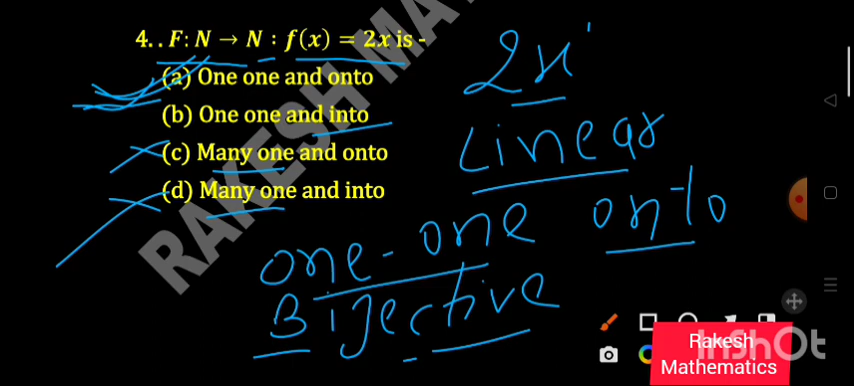 4. . F: N → N : f(x) = 2x is -
(a) One one and onto
(b) One one and into
(c) Many one and onto
(d) Many one and into
2x'
Linear
one-one onto
Bijective
RAKESH MA
Rakesh
Mathematics
InShOt